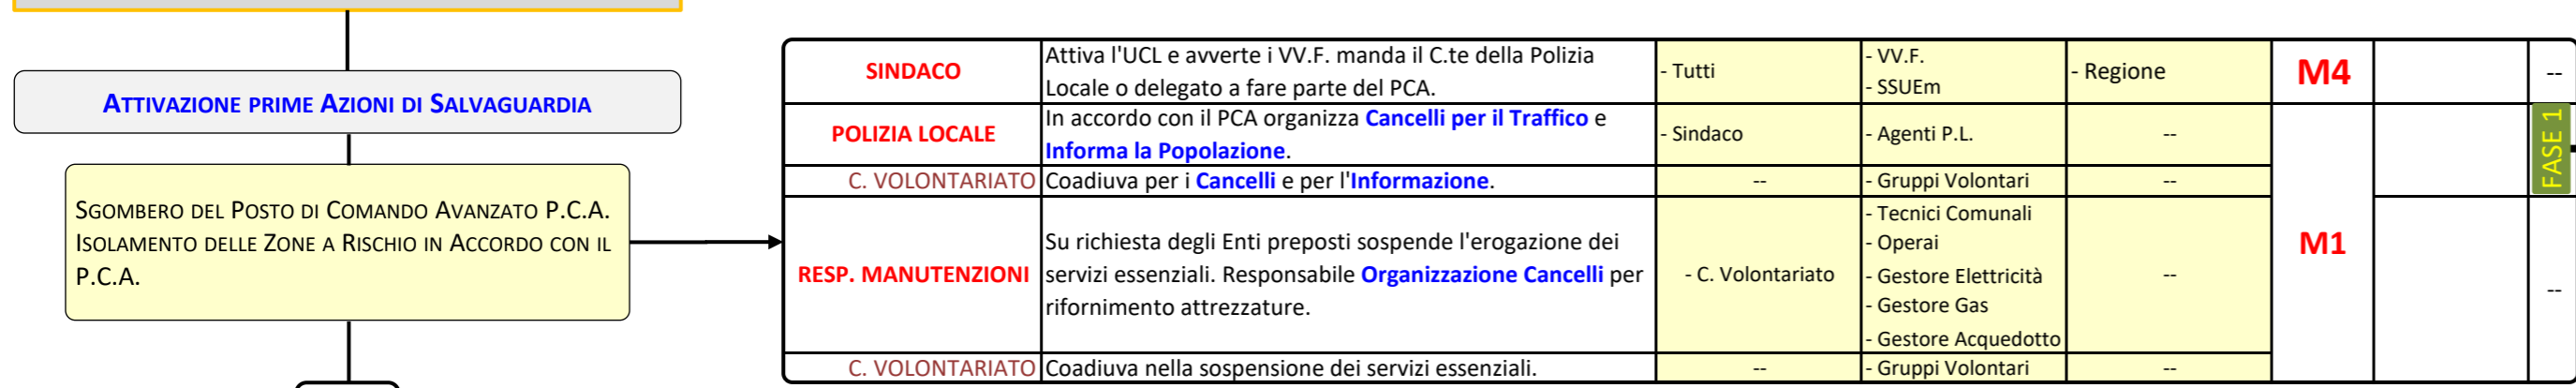 ATTIVAZIONE PRIME AZIONI DI SALVAGUARDIA
SGOMBERO DEL POSTO DI COMANDO AVANZATO P.C.A.
ISOLAMENTO DELLE ZONE A RISCHIO IN ACCORDO CON IL
P.C.A.
SINDACO
Attiva l'UCL e avverte i VV.F. manda il C.te della Polizia
Locale o delegato a fare parte del PCA.
- Tutti
- VV.F.
- SSUEm
- Regione
M4
--
POLIZIA LOCALE
In accordo con il PCA organizza Cancelli per il Traffico e
Informa la Popolazione.
- Sindaco
- Agenti P.L.
--
FASE 1
C. VOLONTARIATO
Coadiuva per i Cancelli e per l'Informazione.
--
- Gruppi Volontari
--
RESP. MANUTENZIONI
Su richiesta degli Enti preposti sospende l'erogazione dei
servizi essenziali. Responsabile Organizzazione Cancelli per
rifornimento attrezzature.
- C. Volontariato
- Tecnici Comunali
- Operai
- Gestore Elettricità
- Gestore Gas
- Gestore Acquedotto
--
M1
--
C. VOLONTARIATO
Coadiuva nella sospensione dei servizi essenziali.
--
- Gruppi Volontari
--